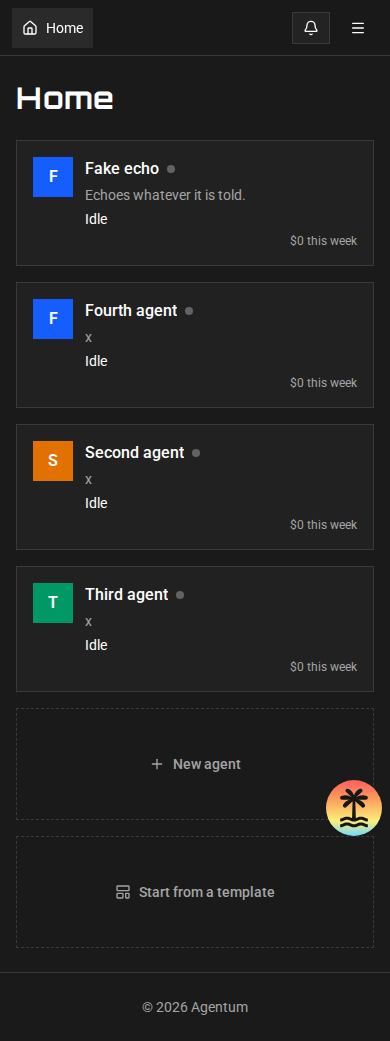 Home
Home
F
Fake echo
Echoes whatever it is told.
Idle
$0 this week
F
Fourth agent
x
Idle
$0 this week
S
Second agent
x
Idle
$0 this week
T
Third agent
x
Idle
$0 this week
New agent
Start from a template
© 2026 Agentum